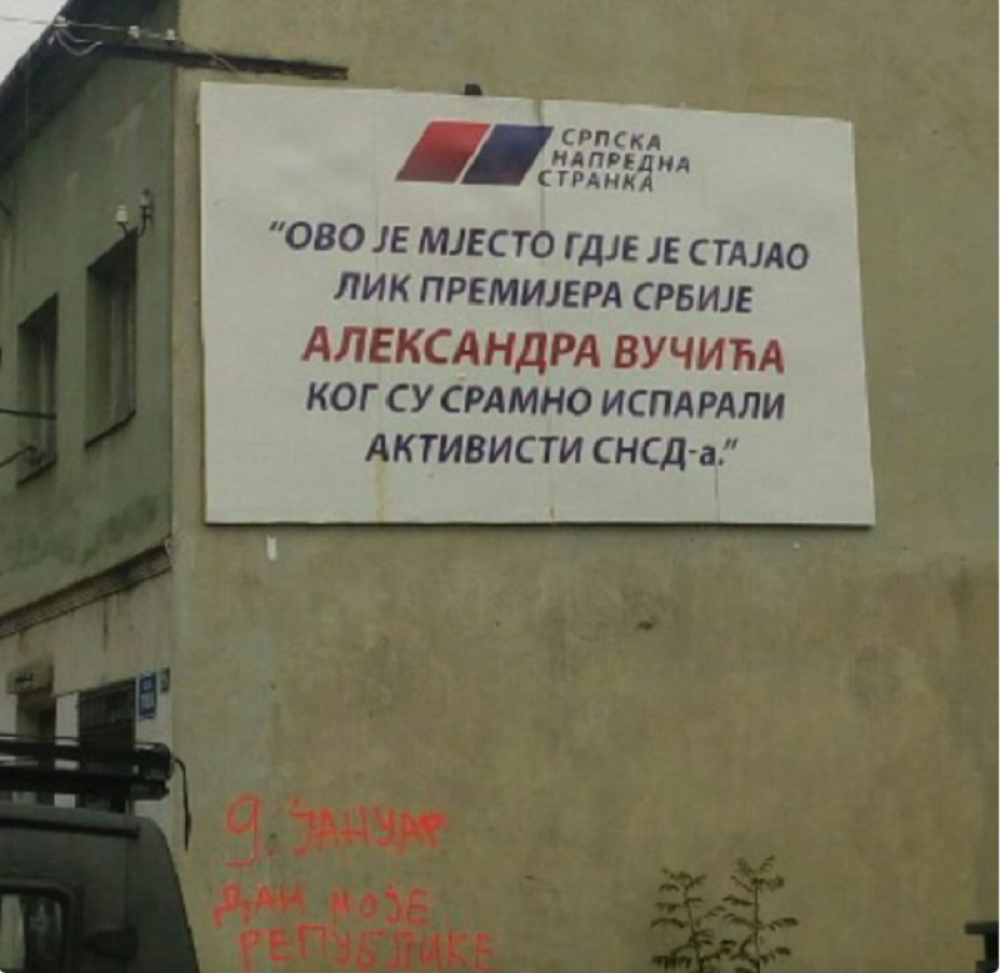 СРПСКА
НАПРЕДНА
СТРАНКА
“ОВО ЈЕ МЈЕСТО ГДЈЕ ЈЕ СТАЈАО
ЛИК ПРЕМИЈЕРА СРБИЈЕ
АЛЕКСАНДРА ВУЧИЋА
КОГ СУ СРАМНО ИСПАРАЛИ
АКТИВИСТИ СНСД-а.”
9. ЈАНУАР
ДАН МОЈЕ
РЕПУБЛИКЕ